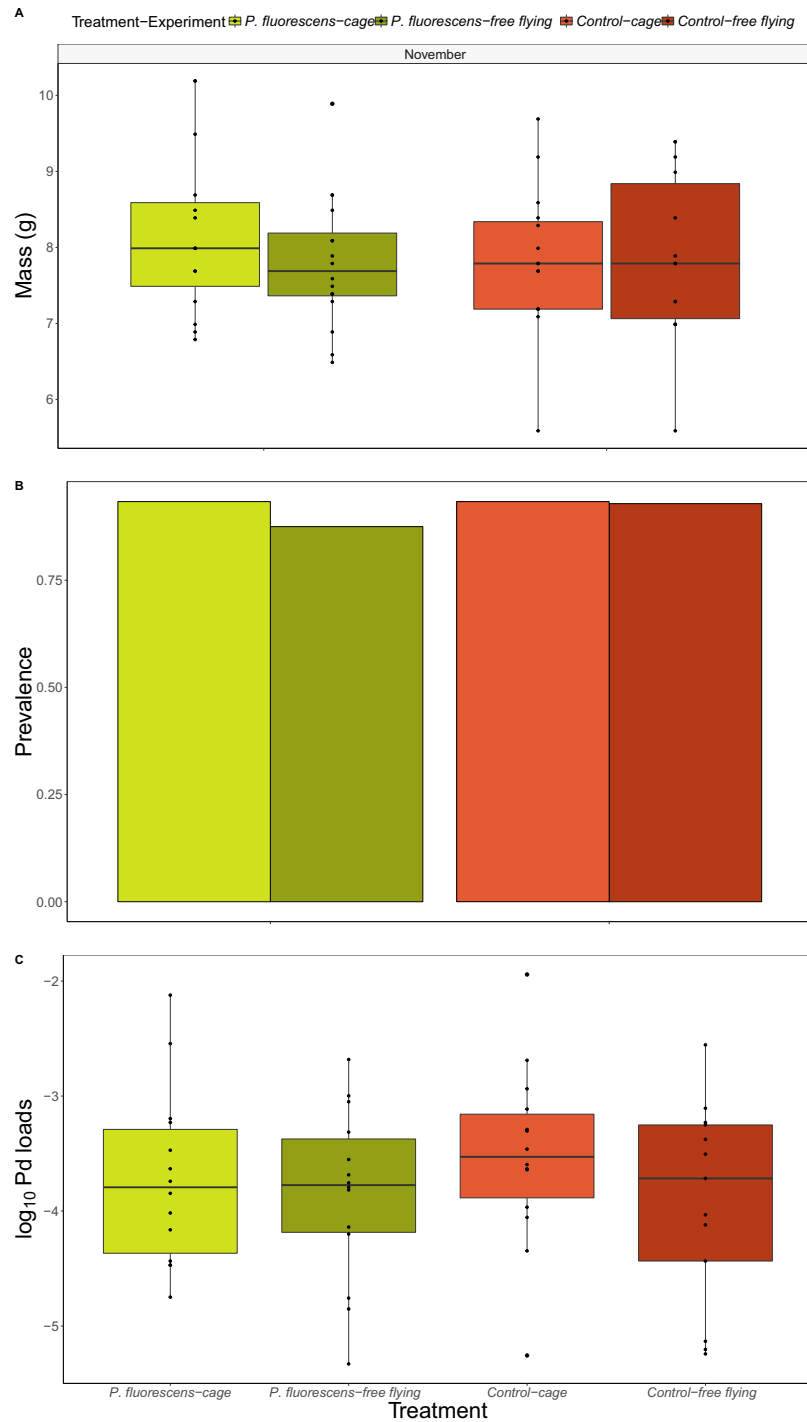 A
Treatment−Experiment P. fluorescens−cage P. fluorescens−free flying Control−cage Control−free flying
November
10
9
8
7
6
Mass (g)
B
0.75
0.50
0.25
0.00
Prevalence
C
−2
−3
−4
−5
log10 Pd loads
P. fluorescens−cage P. fluorescens−free flying Control−cage Control−free flying
Treatment